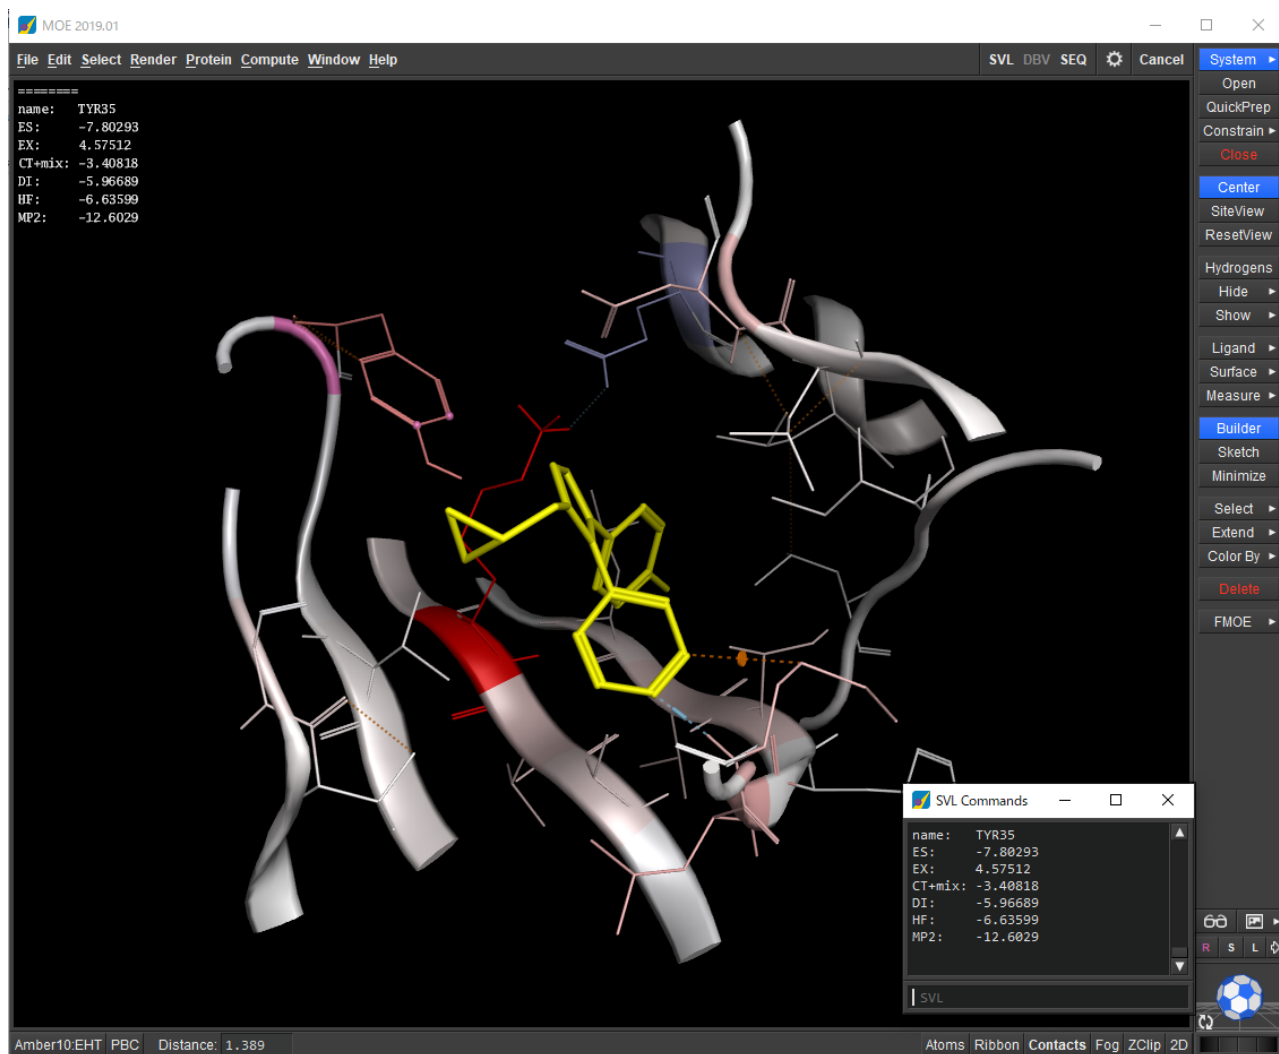 MOE 2019.01
File Edit Select Render Protein Compute Window Help
SVL DBV SEQ Cancel
========
name: TYR35
ES: -7.80293
EX: 4.57512
CT+mix: -3.40818
DI: -5.96689
HF: -6.63599
MP2: -12.6029
System
Open
QuickPrep
Constrain
Close
Center
SiteView
ResetView
Hydrogens
Hide
Show
Ligand
Surface
Measure
Builder
Sketch
Minimize
Select
Extend
Color By
Delete
FMOE
R S L
SVL Commands
name: TYR35
ES: -7.80293
EX: 4.57512
CT+mix: -3.40818
DI: -5.96689
HF: -6.63599
MP2: -12.6029
SVL
Amber10:EHT PBC Distance: 1.389
Atoms Ribbon Contacts Fog ZClip 2D